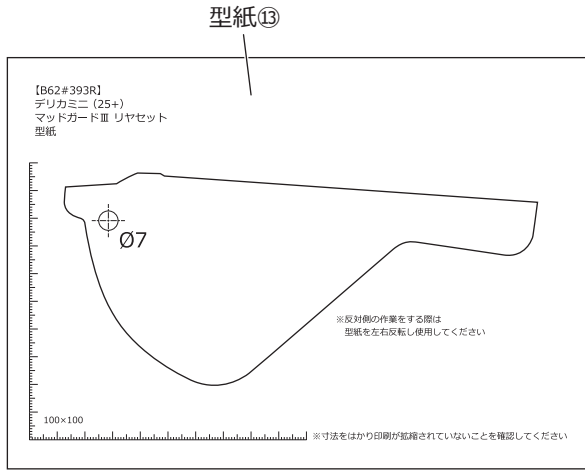 型紙⑬
【B62#393R】
デリカミニ（25+）
マッドガードⅢ リヤセット
型紙
Ø7
※反対側の作業をする際は
型紙を左右反転し使用してください
100×100
※寸法をはかり印刷が拡縮されていないことを確認してください